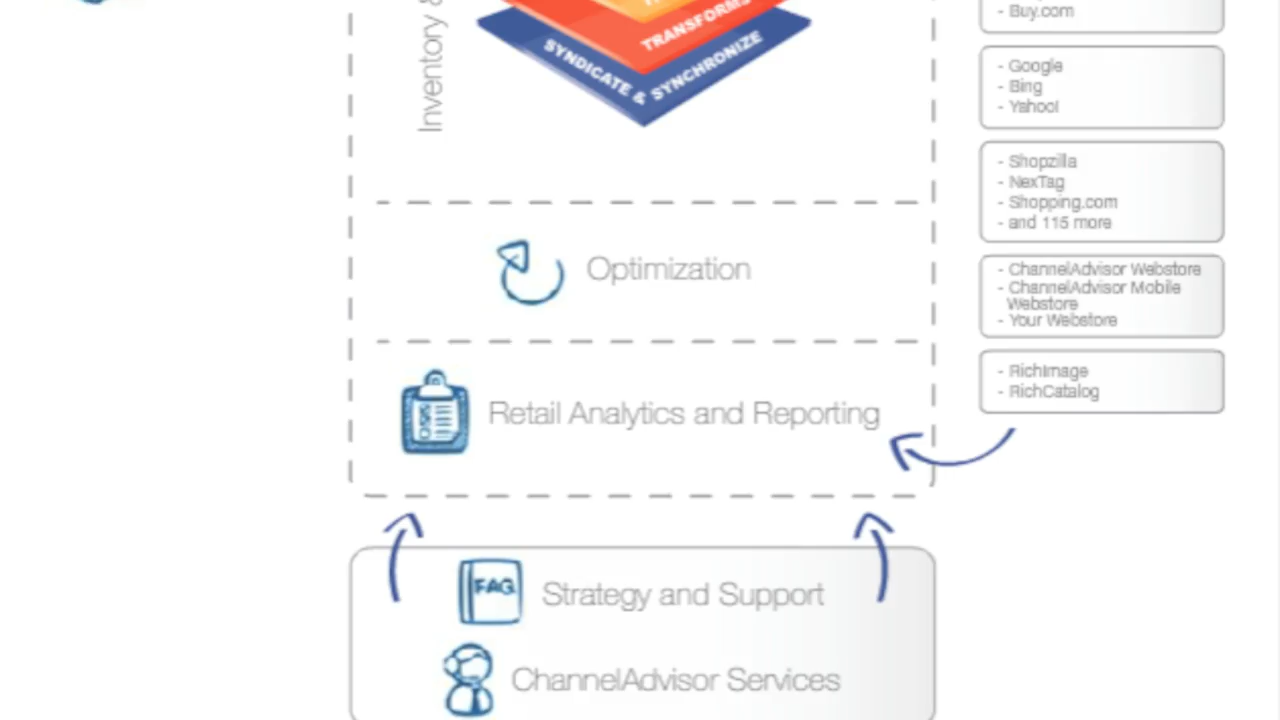 Inventory &
TRANSFORMS
SYNDICATE & SYNCHRONIZE
Optimization
Retail Analytics and Reporting
FAQ
Strategy and Support
ChannelAdvisor Services
- Buy.com
- Google
- Bing
- Yahoo!
- Shopzilla
- NexTag
- Shopping.com
- and 115 more
- ChannelAdvisor Webstore
- ChannelAdvisor Mobile
Webstore
- Your Webstore
- RichImage
- RichCatalog